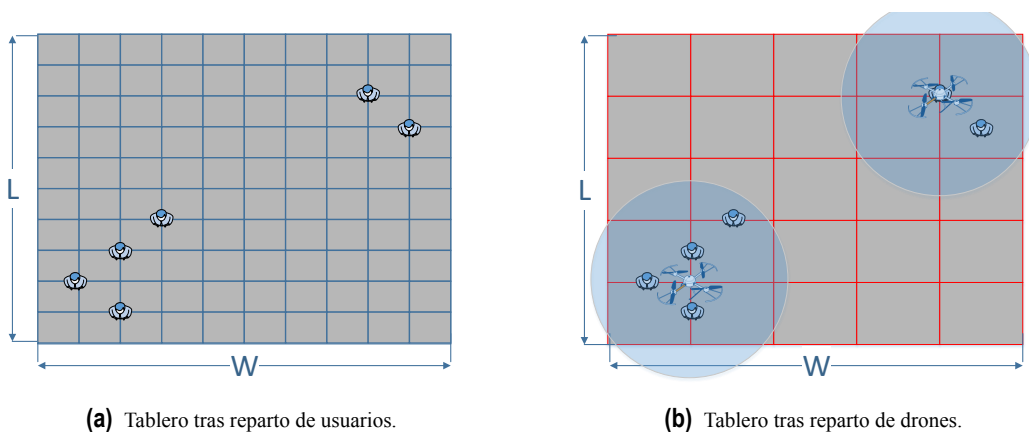 L
W
L
W
(a) Tablero tras reparto de usuarios.
(b) Tablero tras reparto de drones.